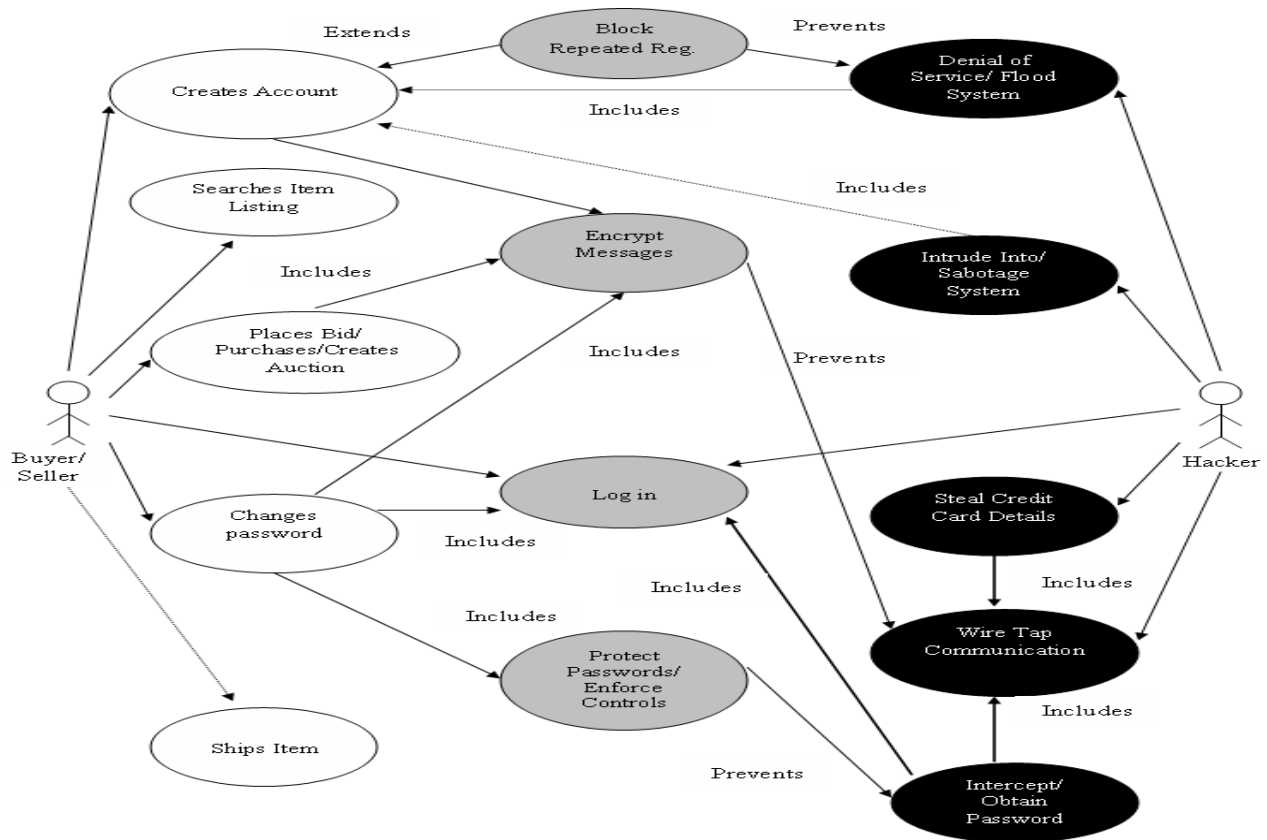 Extends
Block
Repeated Reg.
Prevents
Denial of
Service/ Flood
System
Creates Account
Includes
Searches Item
Listing
Includes
Encrypt
Messages
Intrude Into/
Sabotage
System
Includes
Places Bid/
Purchases/Creates
Auction
Includes
Prevents
Buyer/
Seller
Hacker
Log in
Steal Credit
Card Details
Changes
password
Includes
Includes
Includes
Includes
Protect
Passwords/
Enforce
Controls
Wire Tap
Communication
Includes
Ships Item
Prevents
Intercept/
Obtain
Password